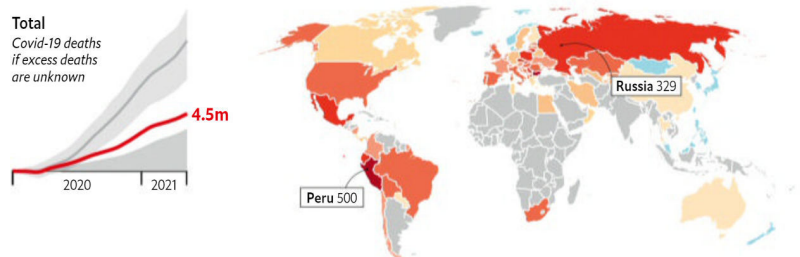 Total
Covid-19 deaths
if excess deaths
are unknown
4.5m
2020
2021
Russia 329
Peru 500